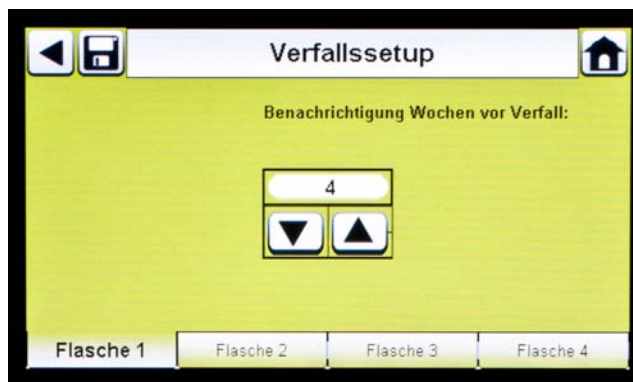 Verfallssetup
Benachrichtigung Wochen vor Verfall:
4
Flasche 1
Flasche 2
Flasche 3
Flasche 4